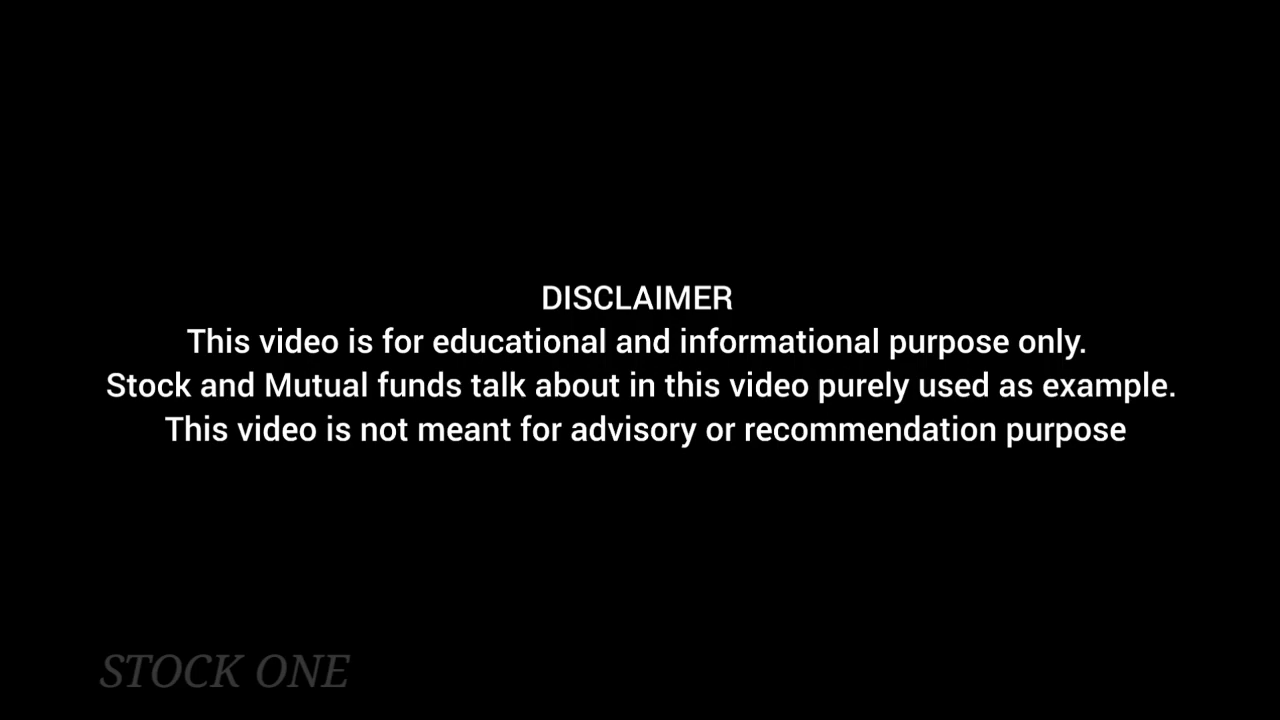 DISCLAIMER
This video is for educational and informational purpose only.
Stock and Mutual funds talk about in this video purely used as example.
This video is not meant for advisory or recommendation purpose
STOCK ONE